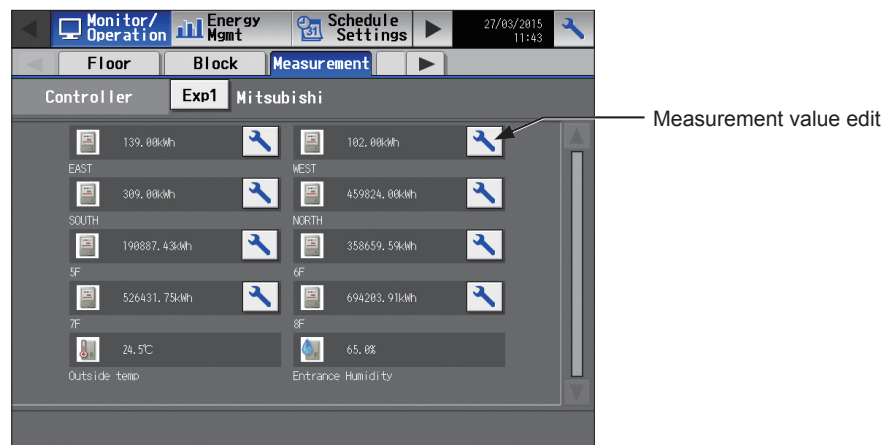 Monitor/ Operation
Energy Mgmt
Schedule Settings
27/03/2015
11:43
Floor
Block
Measurement
Controller
Exp1
Mitsubishi
Measurement value edit
139.00kWh
102.00kWh
EAST
WEST
309.00kWh
459824.00kWh
SOUTH
NORTH
190887.43kWh
358659.59kWh
5F
6F
526431.75kWh
694203.91kWh
7F
8F
24.5℃
65.0%
Outside temp
Entrance Humidity